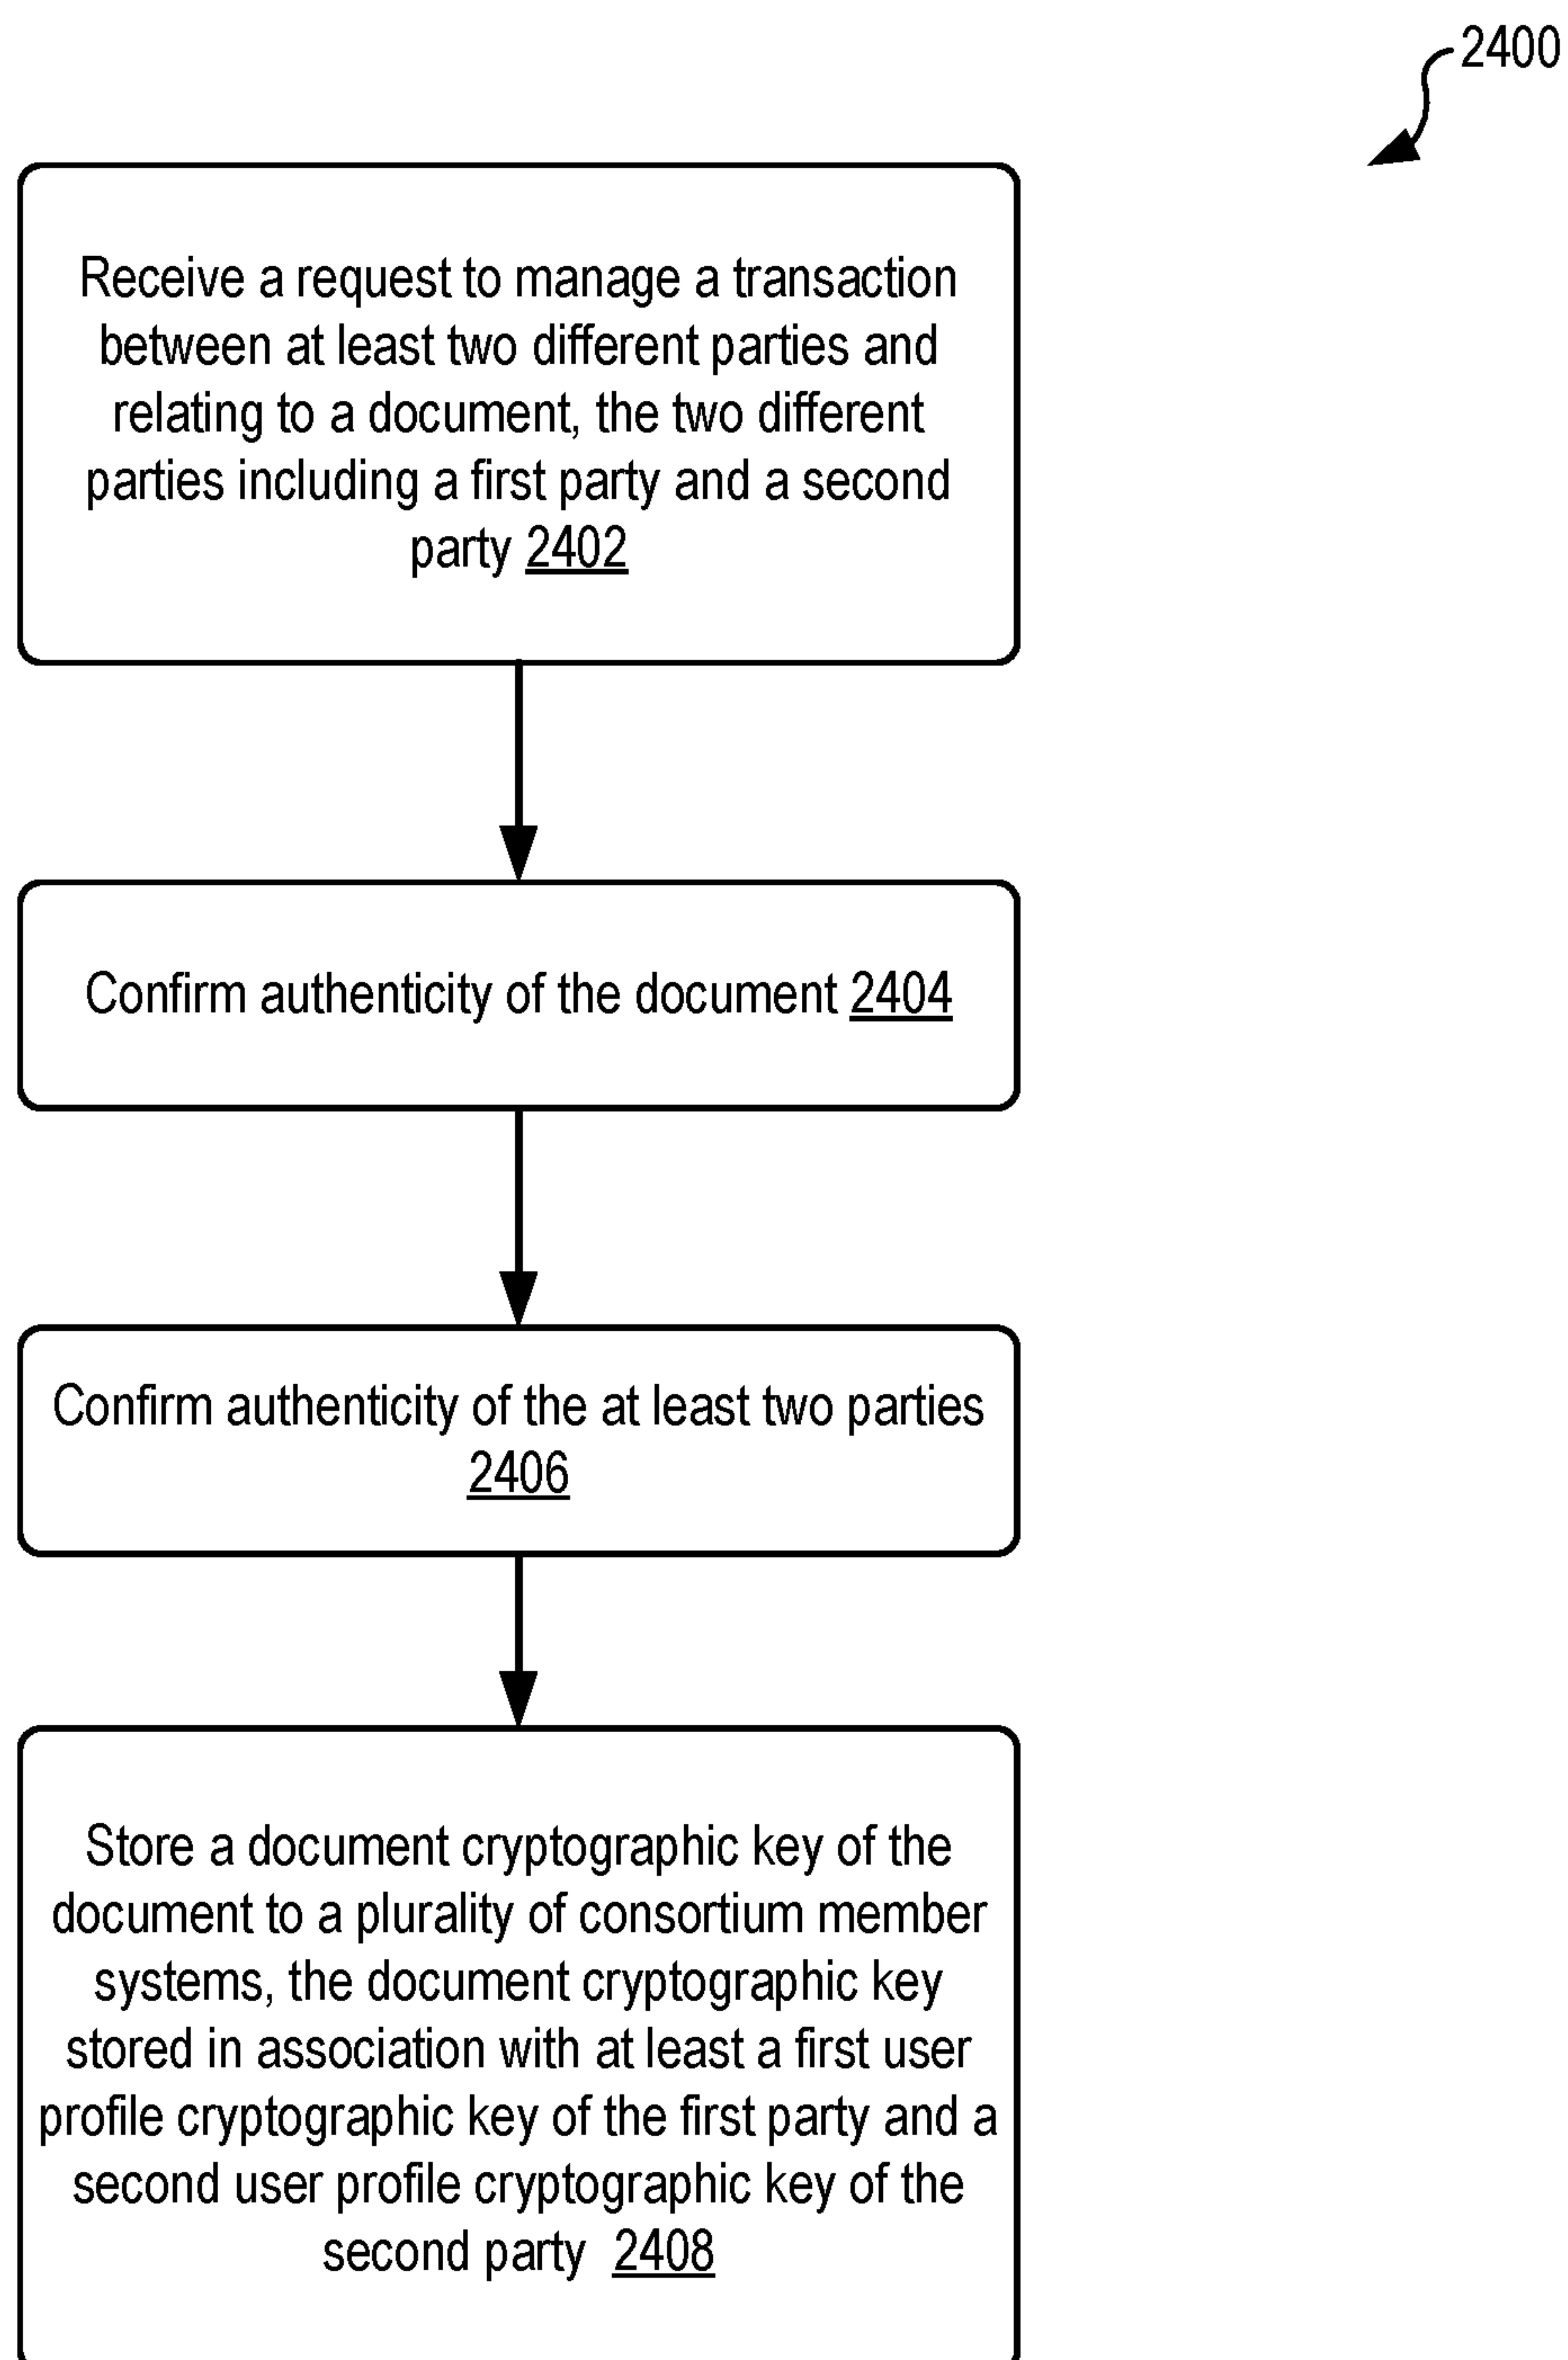 2400
Receive a request to manage a transaction
between at least two different parties and
relating to a document, the two different
parties including a first party and a second
party 2402
Confirm authenticity of the document 2404
Confirm authenticity of the at least two parties
2406
Store a document cryptographic key of the
document to a plurality of consortium member
systems, the document cryptographic key
stored in association with at least a first user
profile cryptographic key of the first party and a
second user profile cryptographic key of the
second party 2408